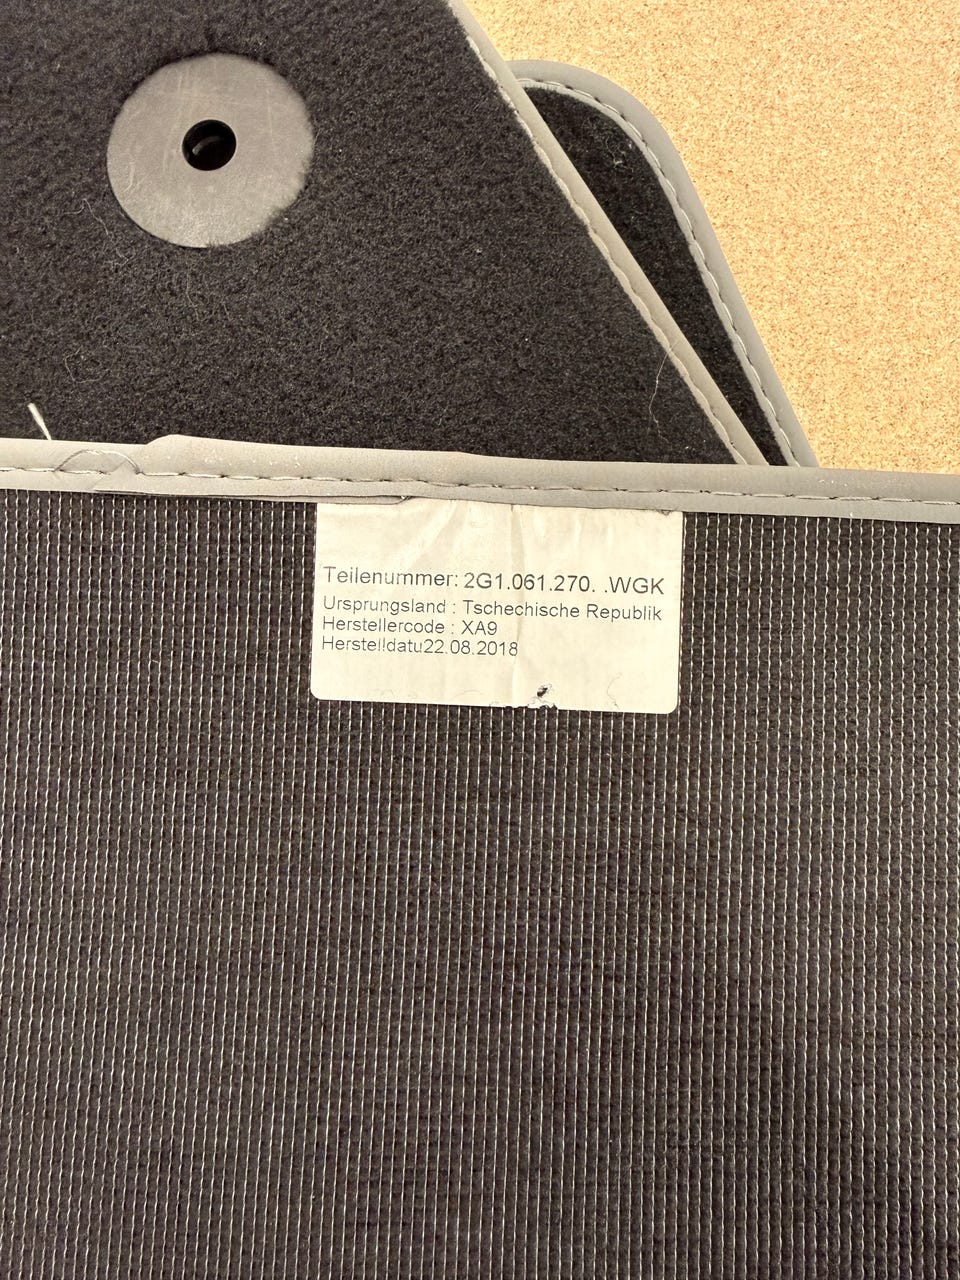 Teilenummer: 2G1.061.270. .WGK
Ursprungsland : Tschechische Republik
Herstellercode : XA9
Herstelldatu22.08.2018